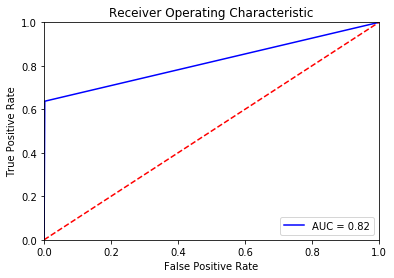 Receiver Operating Characteristic
1.0
0.8
0.6
0.4
0.2
0.0
True Positive Rate
AUC = 0.82
0.0 0.2 0.4 0.6 0.8 1.0
False Positive Rate